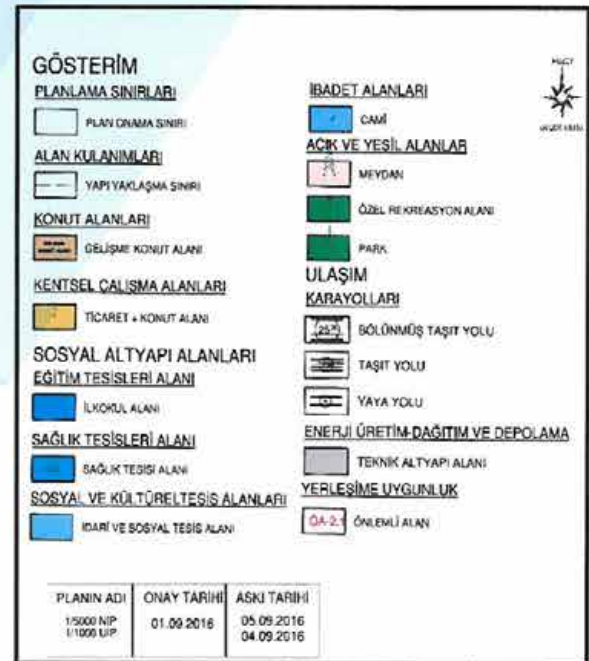 GÖSTERİM
PLANLAMA SINIRLARI
PLAN ONAMA SINIRI
ALAN KULANIMLARI
YAPI YAKLAŞMA SINIRI
KONUT ALANLARI
GELİŞME KONUT ALANI
KENTSEL ÇALIŞMA ALANLARI
TİCARET + KONUT ALANI
SOSYAL ALTYAPI ALANLARI
EĞİTİM TESİSLERİ ALANI
İLKOKUL ALANI
SAĞLIK TESİSLERİ ALANI
SAĞLIK TESİSİ ALANI
SOSYAL VE KÜLTÜREL TESİS ALANLARI
İDARİ VE SOSYAL TESİS ALANI
İBADET ALANLARI
CAMİ
AÇIK VE YEŞİL ALANLAR
MEYDAN
ÖZEL REKREASYON ALANI
PARK
ULAŞIM
KARAYOLLARI
25 BÖLÜNMÜŞ TAŞIT YOLU
TAŞIT YOLU
YAYA YOLU
ENERJİ ÜRETİM-DAĞITIM VE DEPOLAMA
TEKNİK ALTYAPI ALANI
YERLEŞİME UYGUNLUK
ÖA-2.1 ÖNLEMLİ ALAN
PLANIN ADI ONAY TARİHİ ASKI TARİHİ
1/5000 NİP 01.09.2016 05.09.2016
1/1000 UİP 04.09.2016